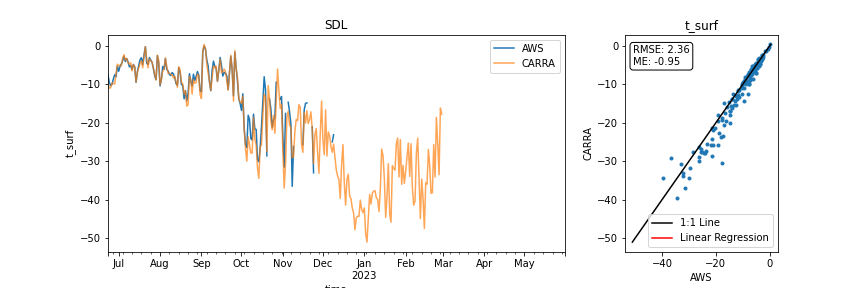 SDL
t_surf
0
−10
−20
−30
−40
−50
AWS
CARRA
Jul
Aug
Sep
Oct
Nov
Dec
Jan
2023
Feb
Mar
Apr
May
time
t_surf
RMSE: 2.36
ME: -0.95
CARRA
0
−10
−20
−30
−40
−50
1:1 Line
Linear Regression
−40
−20
0
AWS